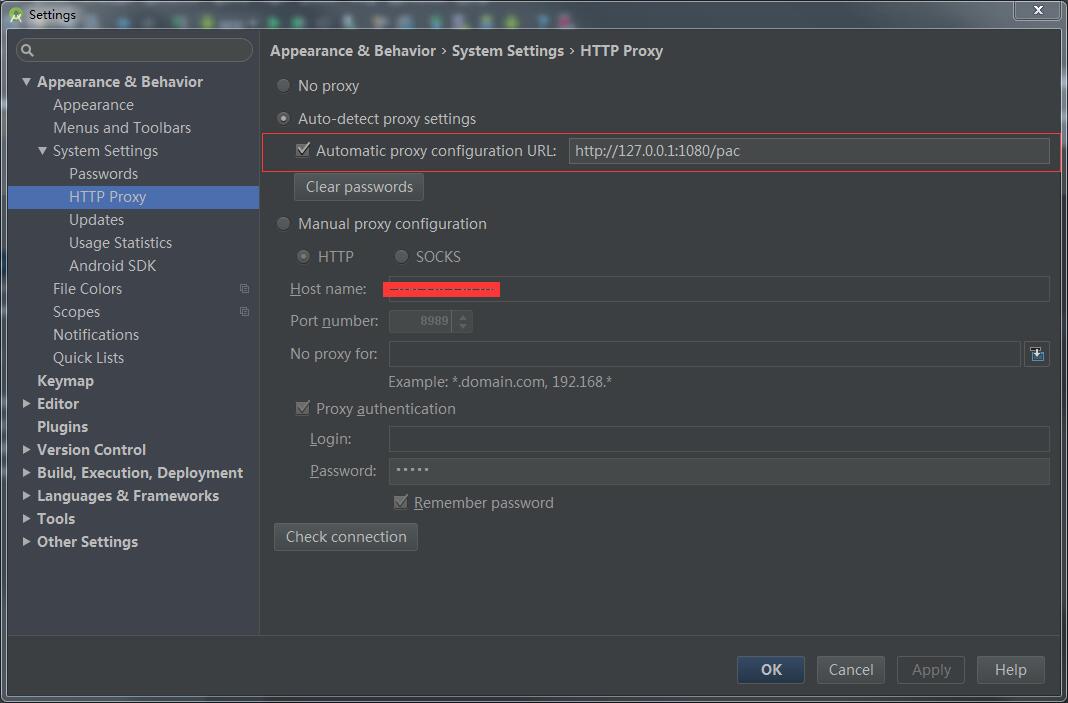 Settings
Appearance & Behavior
Appearance
Menus and Toolbars
System Settings
Passwords
HTTP Proxy
Updates
Usage Statistics
Android SDK
File Colors
Scopes
Notifications
Quick Lists
Keymap
Editor
Plugins
Version Control
Build, Execution, Deployment
Languages & Frameworks
Tools
Other Settings
Appearance & Behavior › System Settings › HTTP Proxy
No proxy
Auto-detect proxy settings
Automatic proxy configuration URL: http://127.0.0.1:1080/pac
Clear passwords
Manual proxy configuration
HTTP SOCKS
Host name:
Port number: 8989
No proxy for:
Example: *.domain.com, 192.168.*
Proxy authentication
Login:
Password: •••••
Remember password
Check connection
OK Cancel Apply Help